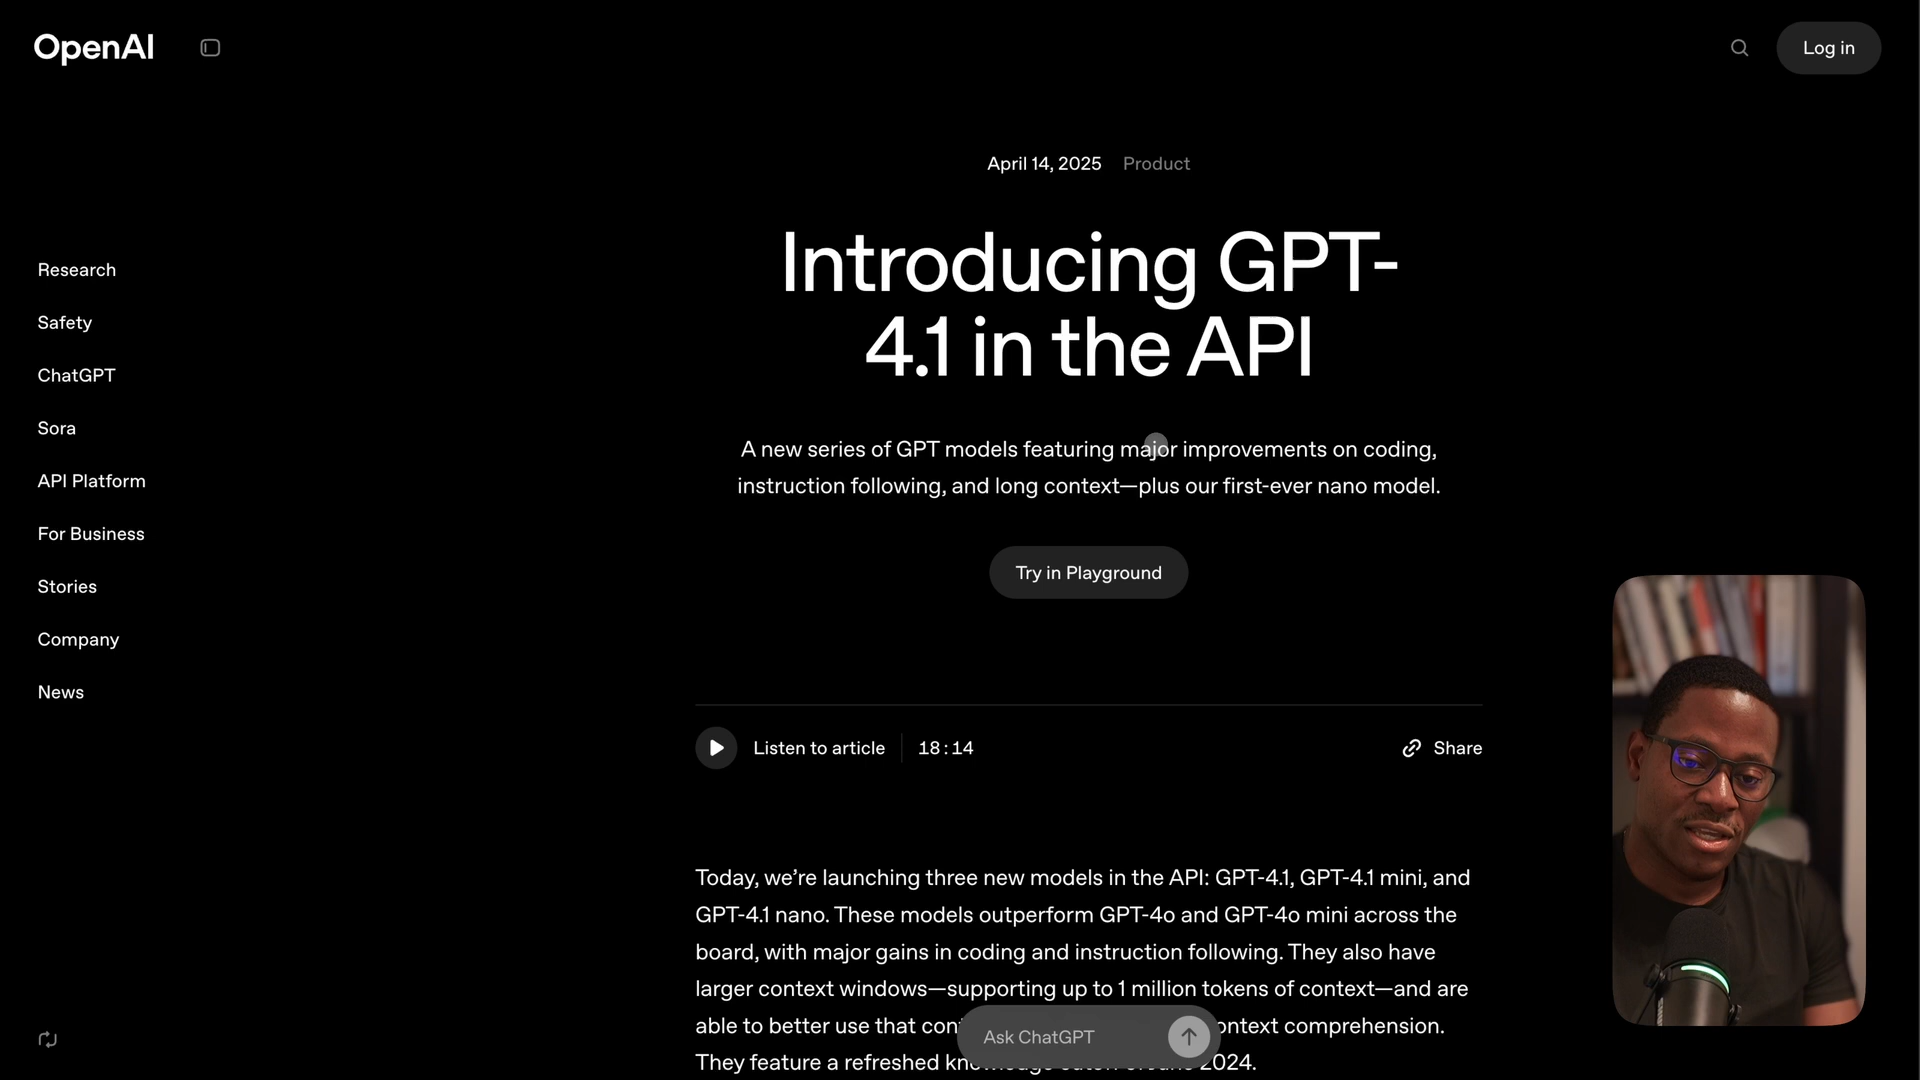 OpenAI
Log in
April 14, 2025 Product
Introducing GPT-
4.1 in the API
A new series of GPT models featuring major improvements on coding,
instruction following, and long context—plus our first-ever nano model.
Try in Playground
Research
Safety
ChatGPT
Sora
API Platform
For Business
Stories
Company
News
Listen to article 18:14
Share
Today, we're launching three new models in the API: GPT-4.1, GPT-4.1 mini, and
GPT-4.1 nano. These models outperform GPT-4o and GPT-4o mini across the
board, with major gains in coding and instruction following. They also have
larger context windows—supporting up to 1 million tokens of context—and are
able to better use that con ontext comprehension.
They feature a refreshed 2024.
Ask ChatGPT